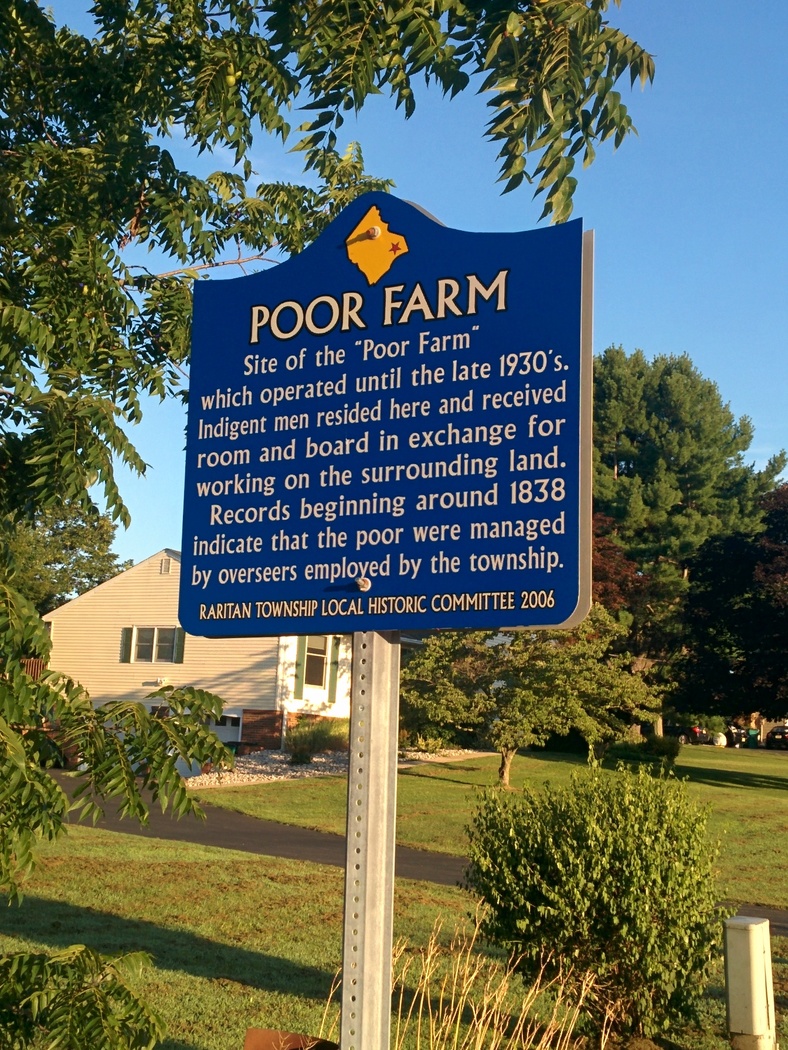 POOR FARM
Site of the "Poor Farm"
which operated until the late 1930's.
Indigent men resided here and received
room and board in exchange for
working on the surrounding land.
Records beginning around 1838
indicate that the poor were managed
by overseers employed by the township.
RARITAN TOWNSHIP LOCAL HISTORIC COMMITTEE 2006